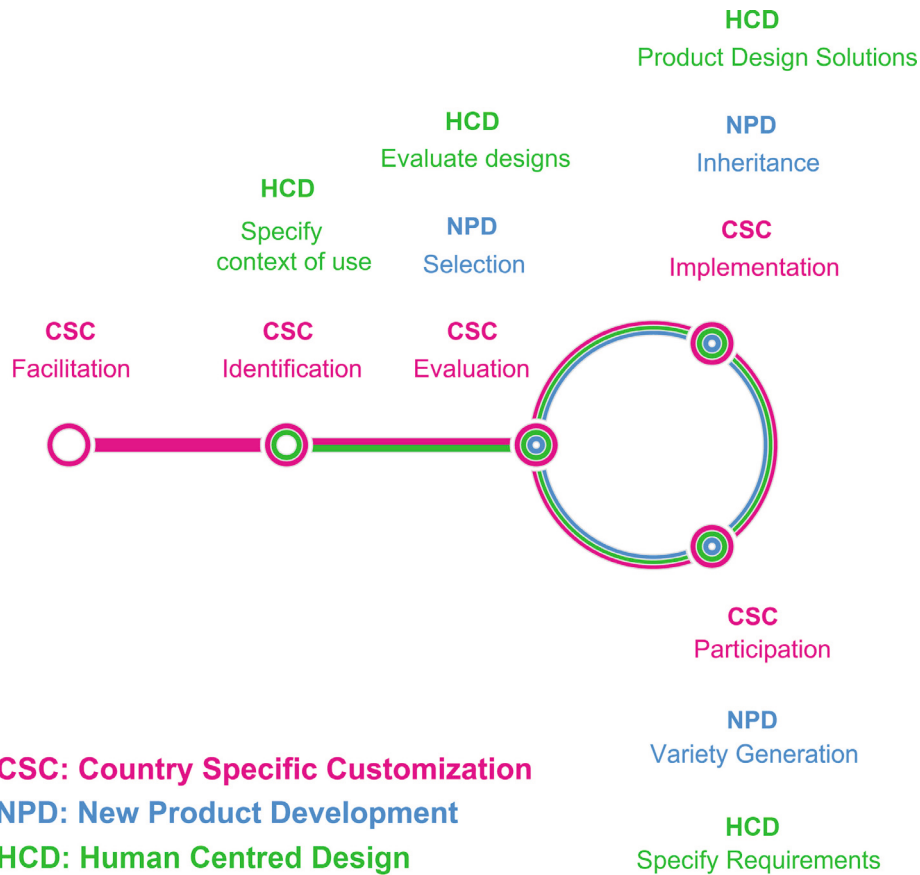 HCD
Product Design Solutions
HCD
Evaluate designs
NPD
Inheritance
HCD
Specify
context of use
NPD
Selection
CSC
Implementation
CSC
Facilitation
CSC
Identification
CSC
Evaluation
CSC
Participation
NPD
Variety Generation
HCD
Specify Requirements
CSC: Country Specific Customization
NPD: New Product Development
HCD: Human Centred Design